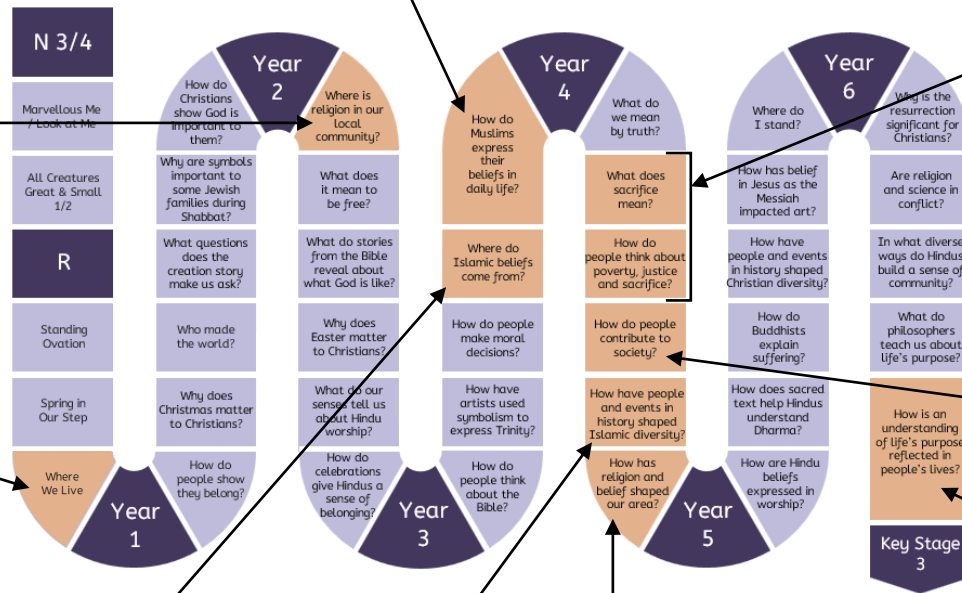 N 3/4
Marvellous Me
/ Look at Me
All Creatures
Great & Small
1/2
R
Standing
Ovation
Spring in
Our Step
Where
We Live
Year
1
How do
people show
they belong?
Why does
Christmas matter
to Christians?
Who made
the world?
What questions
does the
creation story
make us ask?
Why are symbols
important to
some Jewish
families during
Shabbat?
How do
Christians
show God is
important to
them?
Year
2
Where is
religion in our
local
community?
What does
it mean to
be free?
What do stories
from the Bible
reveal about
what God is like?
Why does
Easter matter
to Christians?
What do our
senses tell us
about Hindu
worship?
How do
celebrations
give Hindus a
sense of
belonging?
Year
3
How do
people think
about the
Bible?
How have
artists used
symbolism to
express Trinity?
How do people
make moral
decisions?
Where do
Islamic beliefs
come from?
How do
Muslims
express
their
beliefs in
daily life?
Year
4
What do
we mean
by truth?
What does
sacrifice
mean?
How do
people think about
poverty, justice
and sacrifice?
How do people
contribute to
society?
How have people
and events in
history shaped
Islamic diversity?
How has
religion and
belief shaped
our area?
Year
5
How are Hindu
beliefs
expressed in
worship?
How does sacred
text help Hindus
understand
Dharma?
How do
Buddhists
explain
suffering?
How have
people and events
in history shaped
Christian diversity?
How has belief
in Jesus as the
Messiah
impacted art?
Where do
I stand?
Year
6
Why is the
resurrection
significant for
Christians?
Are religion
and science in
conflict?
In what diverse
ways do Hindus
build a sense of
community?
What do
philosophers
teach us about
life's purpose?
How is an
understanding
of life's purpose
reflected in
people's lives?
Key Stage
3